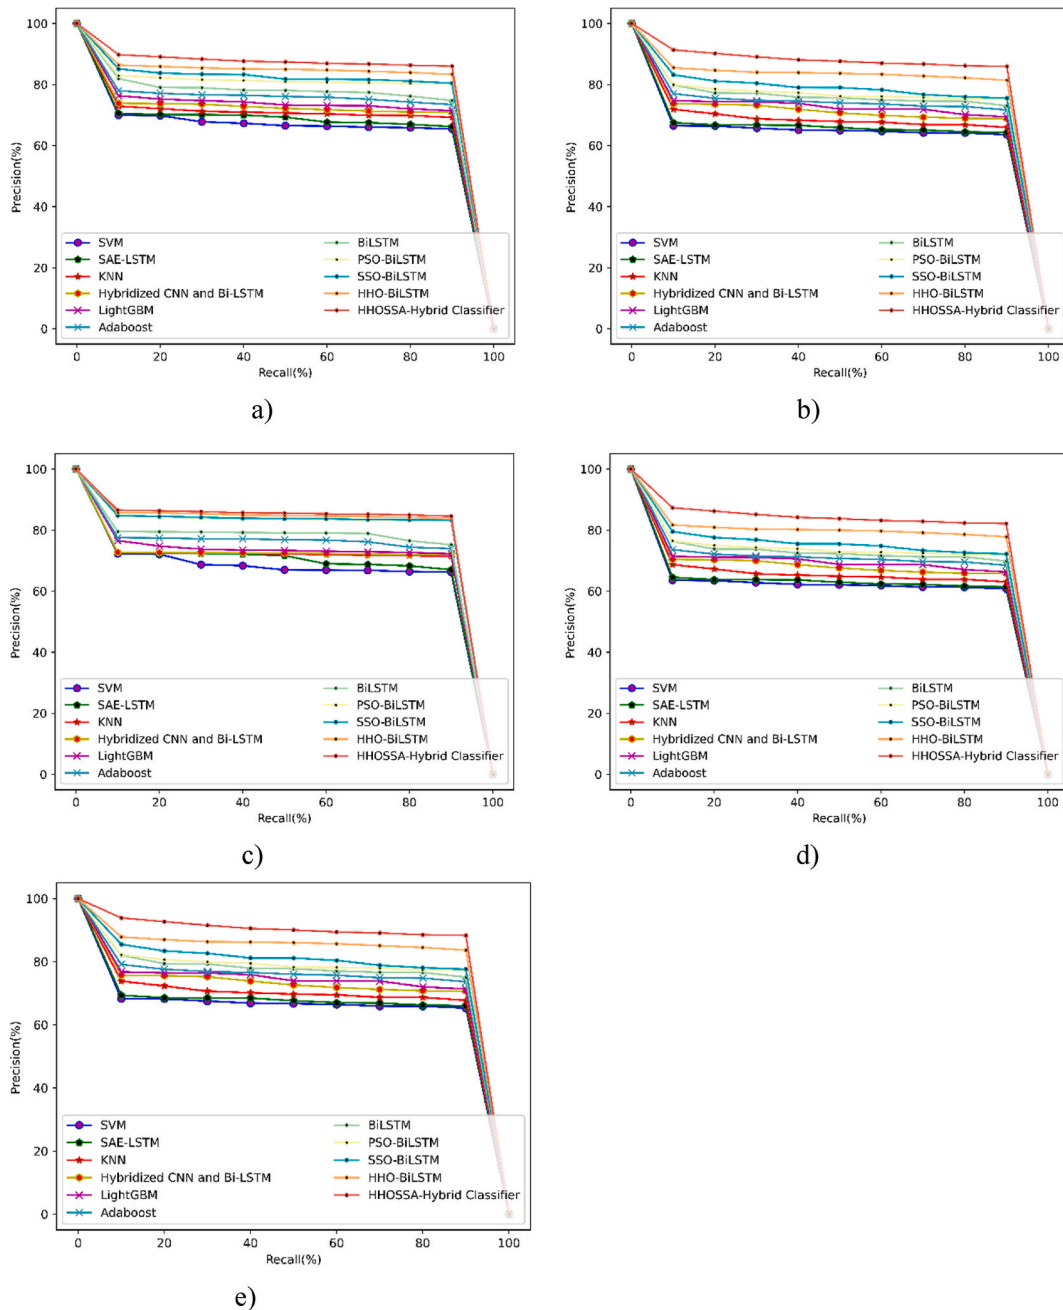 100
80
60
40
20
0
Precision(%)
SVM
SAE-LSTM
KNN
Hybridized CNN and Bi-LSTM
LightGBM
Adaboost
BiLSTM
PSO-BiLSTM
SSO-BiLSTM
HHO-BiLSTM
HHOSSA-Hybrid Classifier
0 20 40 60 80 100
Recall(%)
a)
100
80
60
40
20
0
Precision(%)
SVM
SAE-LSTM
KNN
Hybridized CNN and Bi-LSTM
LightGBM
Adaboost
BiLSTM
PSO-BiLSTM
SSO-BiLSTM
HHO-BiLSTM
HHOSSA-Hybrid Classifier
0 20 40 60 80 100
Recall(%)
b)
100
80
60
40
20
0
Precision(%)
SVM
SAE-LSTM
KNN
Hybridized CNN and Bi-LSTM
LightGBM
Adaboost
BiLSTM
PSO-BiLSTM
SSO-BiLSTM
HHO-BiLSTM
HHOSSA-Hybrid Classifier
0 20 40 60 80 100
Recall(%)
c)
100
80
60
40
20
0
Precision(%)
SVM
SAE-LSTM
KNN
Hybridized CNN and Bi-LSTM
LightGBM
Adaboost
BiLSTM
PSO-BiLSTM
SSO-BiLSTM
HHO-BiLSTM
HHOSSA-Hybrid Classifier
0 20 40 60 80 100
Recall(%)
d)
100
80
60
40
20
0
Precision(%)
SVM
SAE-LSTM
KNN
Hybridized CNN and Bi-LSTM
LightGBM
Adaboost
BiLSTM
PSO-BiLSTM
SSO-BiLSTM
HHO-BiLSTM
HHOSSA-Hybrid Classifier
0 20 40 60 80 100
Recall(%)
e)